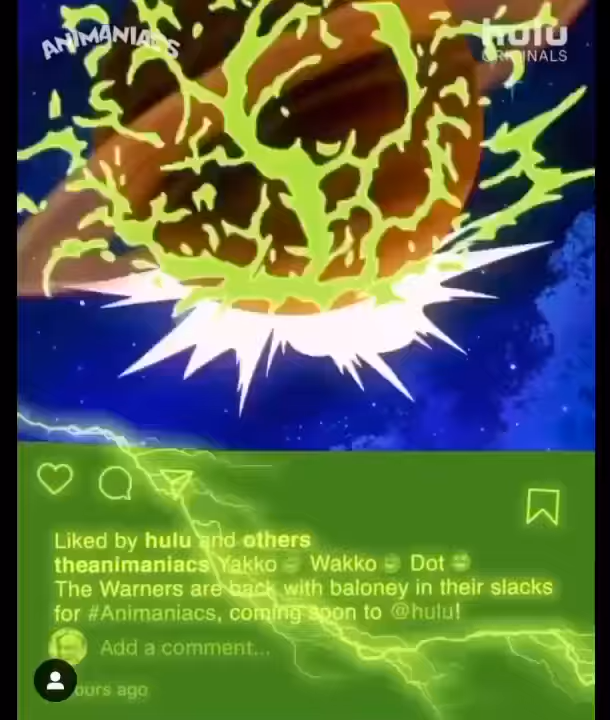 ANIMANIACS
hulu
ORIGINALS
Liked by hulu and others
theanimaniacs Yakko Wakko Dot
The Warners are back with baloney in their slacks
for #Animaniacs, coming soon to @hulu!
Add a comment...
ours ago